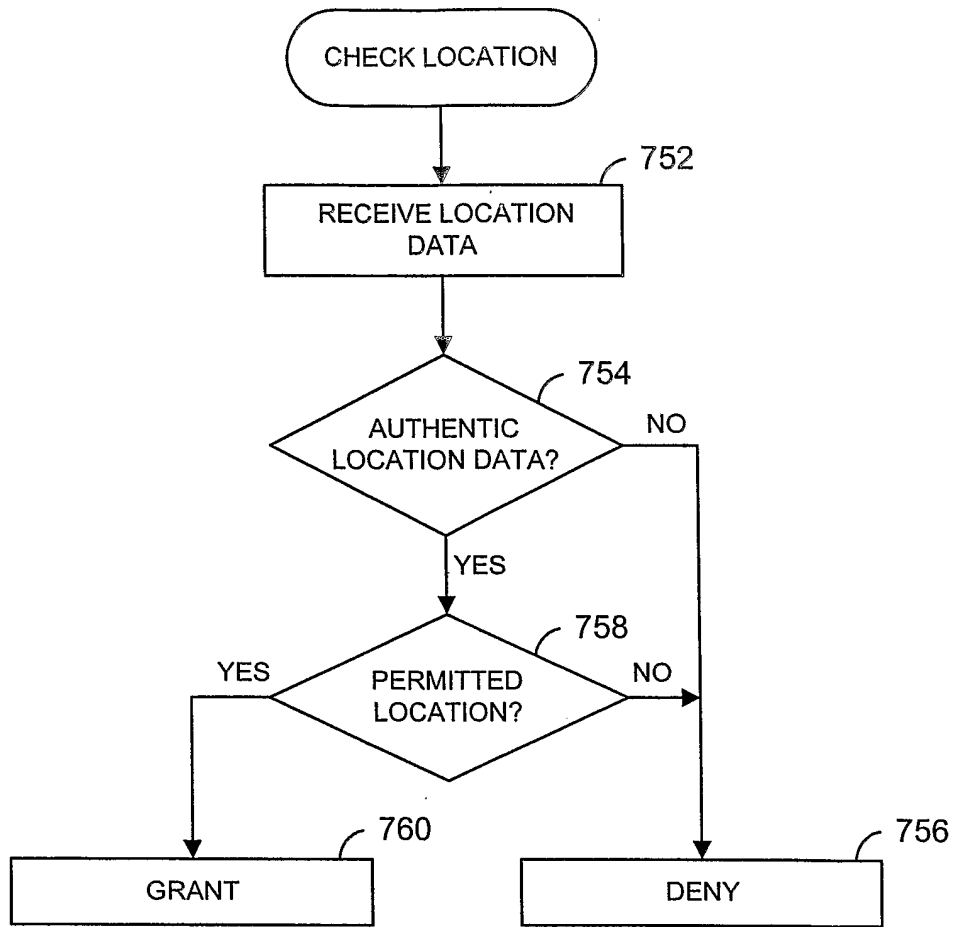 CHECK LOCATION
752
RECEIVE LOCATION
DATA
754
AUTHENTIC
LOCATION DATA?
NO
YES
758
YES
PERMITTED
LOCATION?
NO
760
GRANT
756
DENY